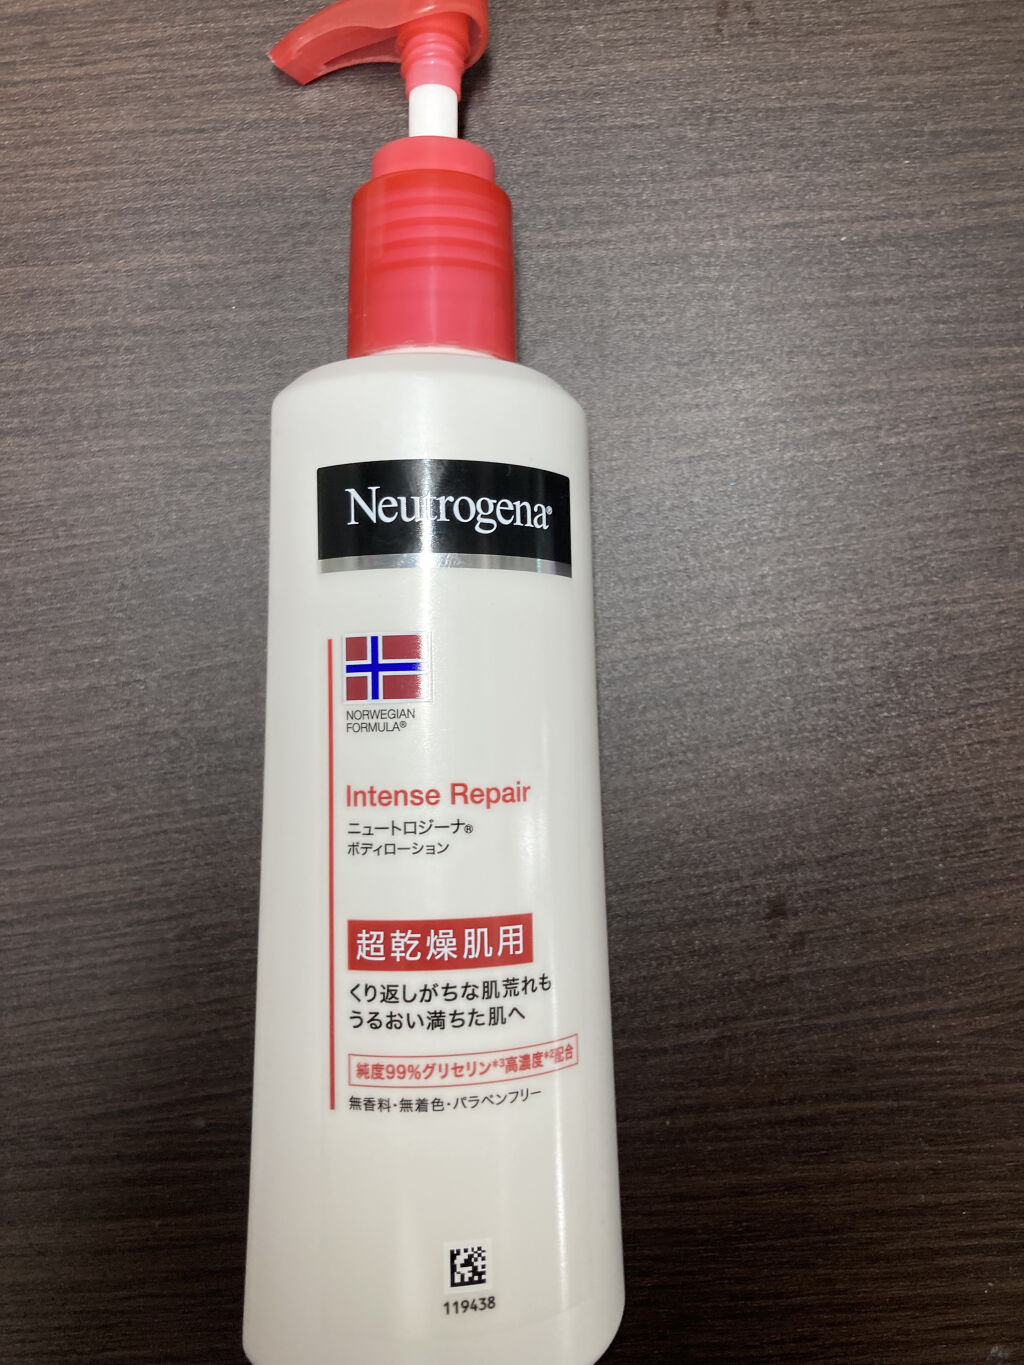 Neutrogena®
NORWEGIAN
FORMULA®
Intense Repair
ニュートロジーナ®
ボディローション
超乾燥肌用
くり返しがちな肌荒れも
うるおい満ちた肌へ
純度99%グリセリン*3高濃度*2配合
無香料・無着色・パラベンフリー
119438